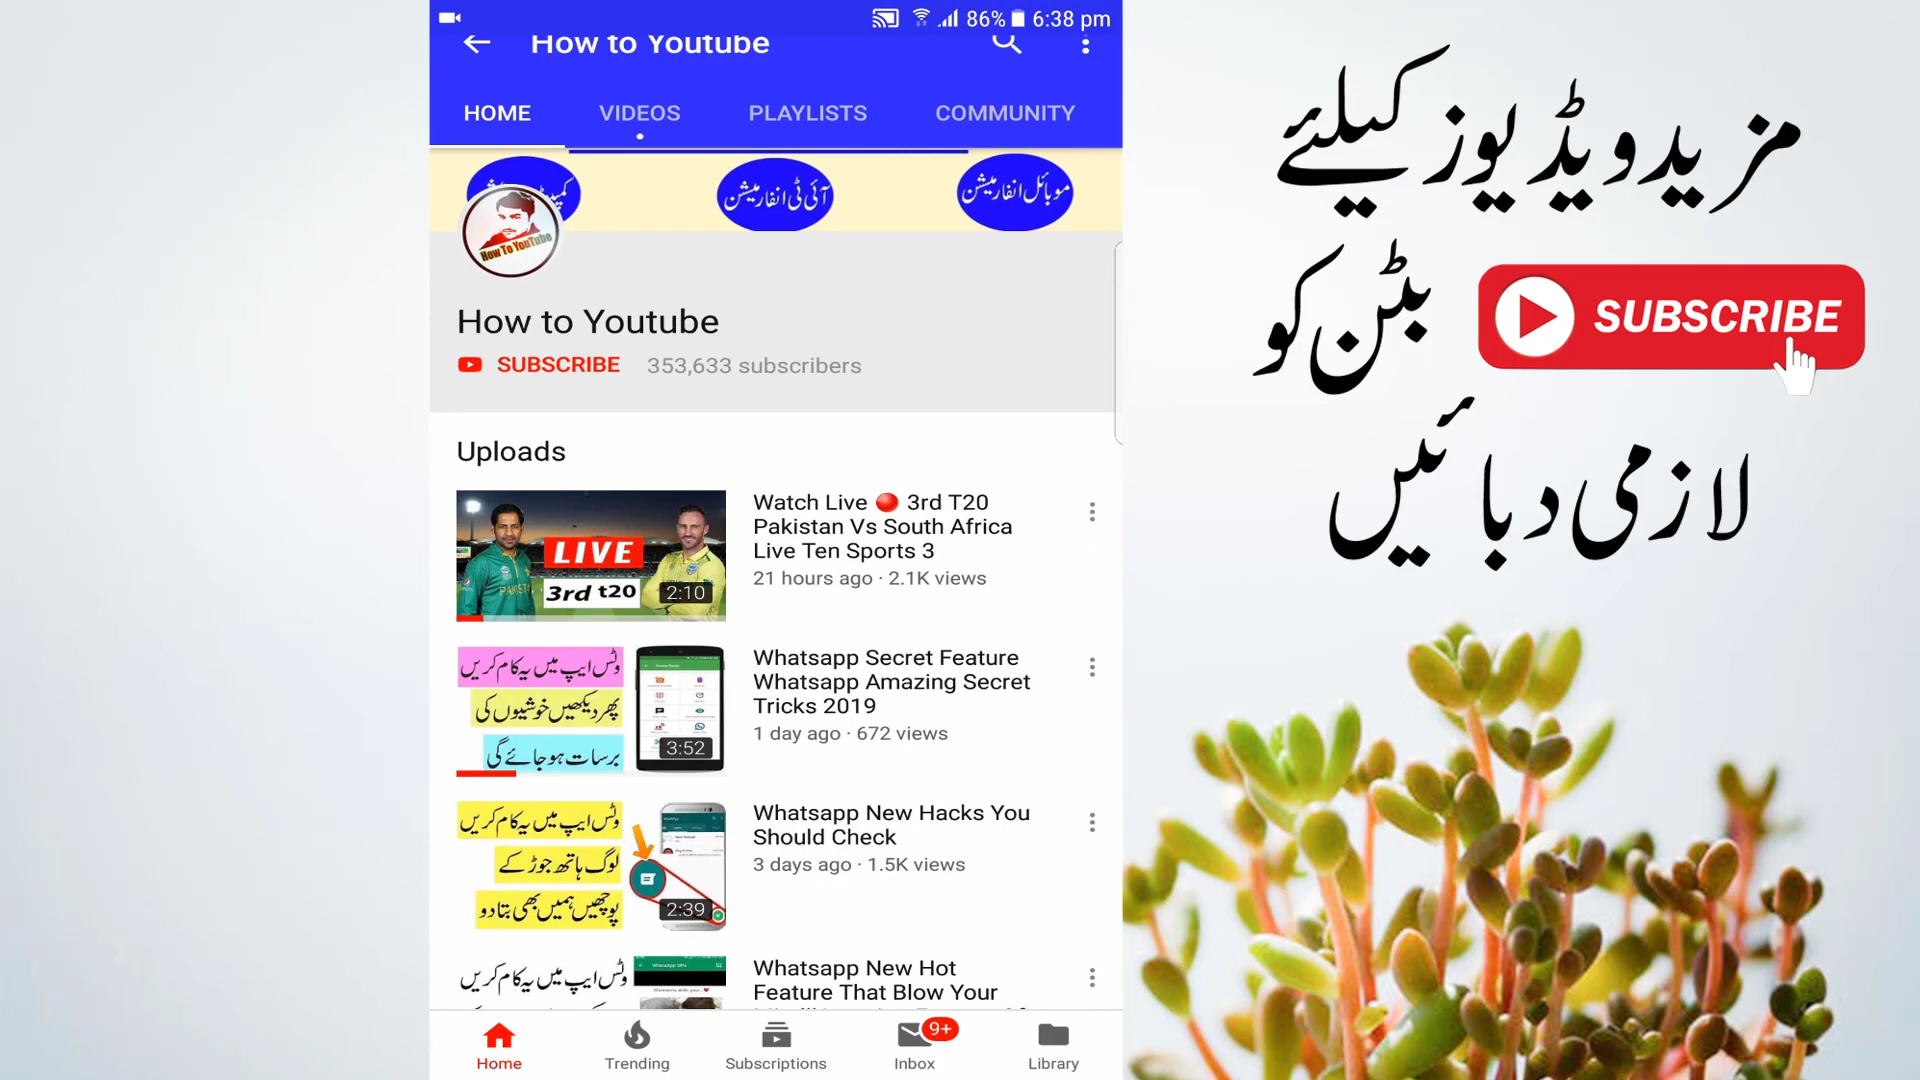 86% 6:38 pm
How to Youtube
HOME VIDEOS PLAYLISTS COMMUNITY
آئی ٹی انفارمیشن
موبائل انفارمیشن
How To YouTube
How to Youtube
SUBSCRIBE 353,633 subscribers
Uploads
LIVE
3rd t20
2:10
Watch Live 🔴 3rd T20
Pakistan Vs South Africa
Live Ten Sports 3
21 hours ago · 2.1K views
وٹس ایپ میں یہ کام کریں
پھر دیکھیں خوشیوں کی
برسات ہو جائے گی
3:52
Whatsapp Secret Feature
Whatsapp Amazing Secret
Tricks 2019
1 day ago · 672 views
وٹس ایپ میں یہ کام کریں
لوگ ہاتھ جوڑ کے
پوچھیں ہمیں بھی بتا دو
2:39
Whatsapp New Hacks You
Should Check
3 days ago · 1.5K views
وٹس ایپ میں یہ کام کریں
Whatsapp New Hot
Feature That Blow Your
Home Trending Subscriptions Inbox 9+ Library
مزید ویڈیوز کیلئے
SUBSCRIBE بٹن کو
لازمی دبائیں